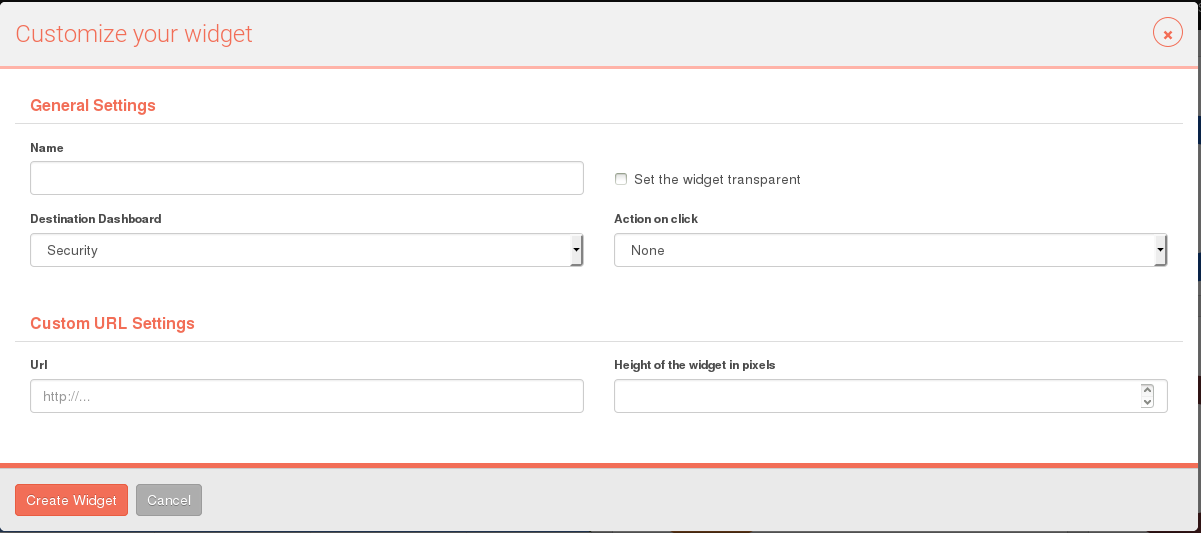 Customize your widget
General Settings
Name
Set the widget transparent
Destination Dashboard
Action on click
Security
None
Custom URL Settings
Url
Height of the widget in pixels
http://...
Create Widget
Cancel